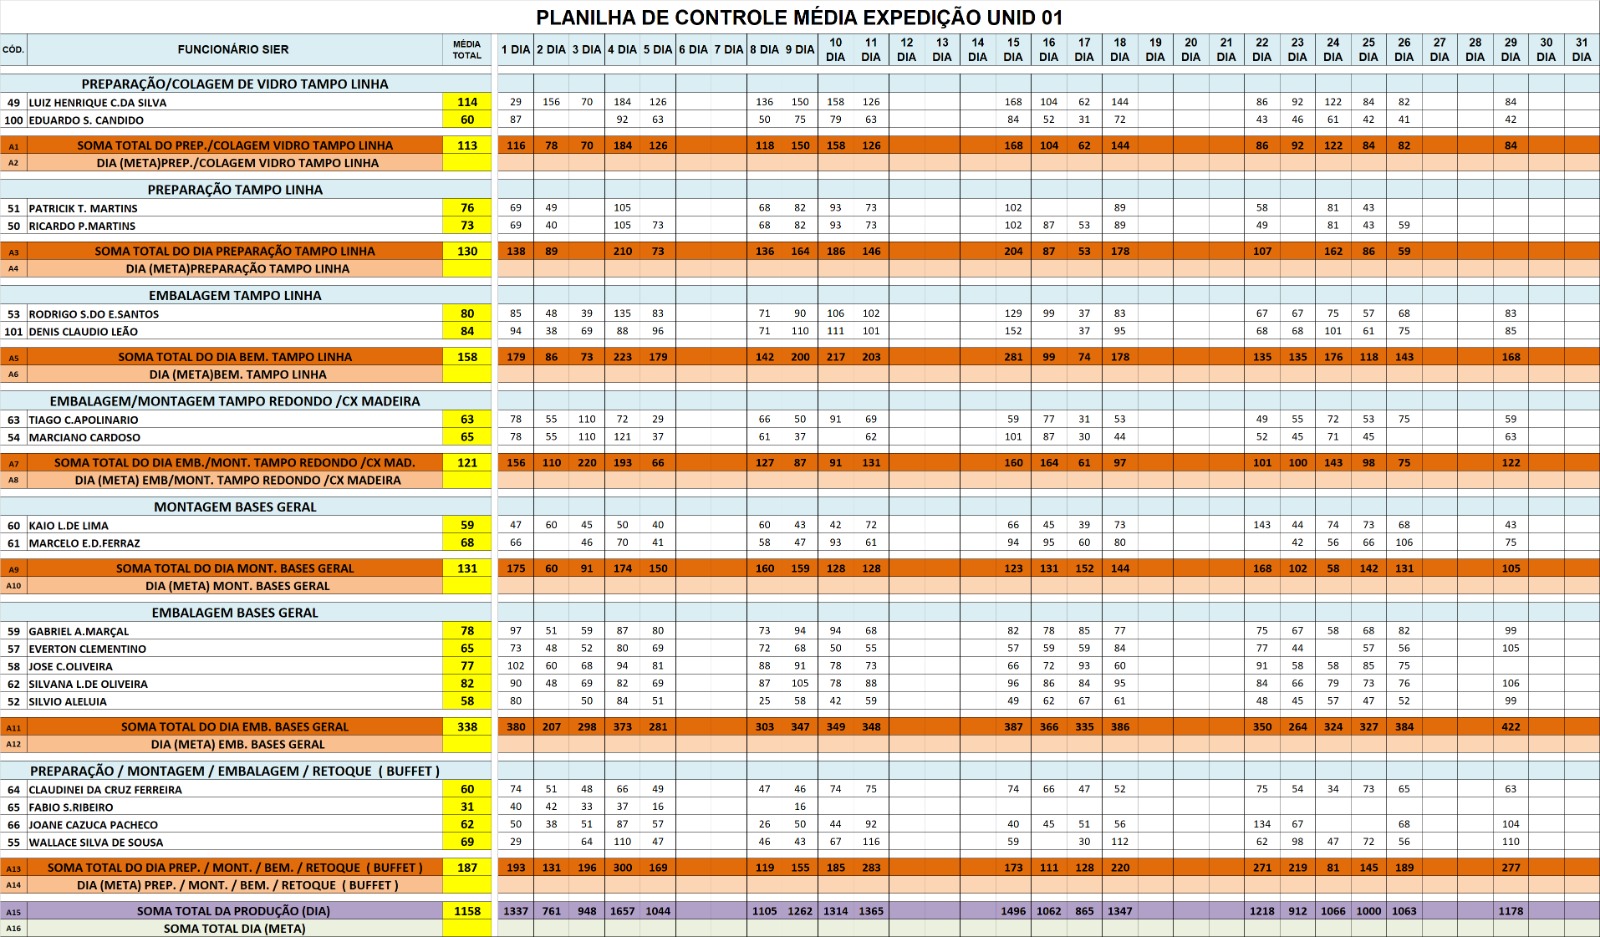 PLANILHA DE CONTROLE MÉDIA EXPEDIÇÃO UNID 01
CÓD. FUNCIONÁRIO SIER MÉDIA TOTAL 1 DIA 2 DIA 3 DIA 4 DIA 5 DIA 6 DIA 7 DIA 8 DIA 9 DIA 10 DIA 11 DIA 12 DIA 13 DIA 14 DIA 15 DIA 16 DIA 17 DIA 18 DIA 19 DIA 20 DIA 21 DIA 22 DIA 23 DIA 24 DIA 25 DIA 26 DIA 27 DIA 28 DIA 29 DIA 30 DIA 31 DIA
PREPARAÇÃO/COLAGEM DE VIDRO TAMPO LINHA
49 LUIZ HENRIQUE C.DA SILVA 114 29 156 70 184 126 136 150 158 126 168 104 62 144 86 92 122 84 82 84
100 EDUARDO S. CANDIDO 60 87 92 63 50 75 79 63 84 52 31 72 43 46 61 42 41 42
A1 SOMA TOTAL DO PREP./COLAGEM VIDRO TAMPO LINHA 113 116 78 70 184 126 118 150 158 126 168 104 62 144 86 92 122 84 82 84
A2 DIA (META)PREP./COLAGEM VIDRO TAMPO LINHA
PREPARAÇÃO TAMPO LINHA
51 PATRICIK T. MARTINS 76 69 49 105 68 82 93 73 102 89 58 81 43
50 RICARDO P.MARTINS 73 69 40 105 73 68 82 93 73 102 87 53 89 49 81 43 59
A3 SOMA TOTAL DO DIA PREPARAÇÃO TAMPO LINHA 130 138 89 210 73 136 164 186 146 204 87 53 178 107 162 86 59
A4 DIA (META)PREPARAÇÃO TAMPO LINHA
EMBALAGEM TAMPO LINHA
53 RODRIGO S.DO E.SANTOS 80 85 48 39 135 83 71 90 106 102 129 99 37 83 67 67 75 57 68 83
101 DENIS CLAUDIO LEÃO 84 94 38 69 88 96 71 110 111 101 152 37 95 68 68 101 61 75 85
A5 SOMA TOTAL DO DIA BEM. TAMPO LINHA 158 179 86 73 223 179 142 200 217 203 281 99 74 178 135 135 176 118 143 168
A6 DIA (META)BEM. TAMPO LINHA
EMBALAGEM/MONTAGEM TAMPO REDONDO /CX MADEIRA
63 TIAGO C.APOLINARIO 63 78 55 110 72 29 66 50 91 69 59 77 31 53 49 55 72 53 75 59
54 MARCIANO CARDOSO 65 78 55 110 121 37 61 37 62 101 87 30 44 52 45 71 45 63
A7 SOMA TOTAL DO DIA EMB./MONT. TAMPO REDONDO /CX MAD. 121 156 110 220 193 66 127 87 91 131 160 164 61 97 101 100 143 98 75 122
A8 DIA (META) EMB/MONT. TAMPO REDONDO /CX MADEIRA
MONTAGEM BASES GERAL
60 KAIO L.DE LIMA 59 47 60 45 50 40 60 43 42 72 66 45 39 73 143 44 74 73 68 43
61 MARCELO E.D.FERRAZ 68 66 46 70 41 58 47 93 61 94 95 60 80 42 56 66 106 75
A9 SOMA TOTAL DO DIA MONT. BASES GERAL 131 175 60 91 174 150 160 159 128 128 123 131 152 144 168 102 58 142 131 105
A10 DIA (META) MONT. BASES GERAL
EMBALAGEM BASES GERAL
59 GABRIEL A.MARÇAL 78 97 51 59 87 80 73 94 94 68 82 78 85 77 75 67 58 68 82 99
57 EVERTON CLEMENTINO 65 73 48 52 80 69 72 68 50 55 57 59 59 84 77 44 57 56 105
58 JOSE C.OLIVEIRA 77 102 60 68 94 81 88 91 78 73 66 72 93 60 91 58 58 85 75
62 SILVANA L.DE OLIVEIRA 82 90 48 69 82 69 87 105 78 88 96 86 84 95 84 66 79 73 76 106
52 SILVIO ALELUIA 58 80 50 84 51 25 58 42 59 49 62 67 61 48 45 57 47 52 99
A11 SOMA TOTAL DO DIA EMB. BASES GERAL 338 380 207 298 373 281 303 347 349 348 387 366 335 386 350 264 324 327 384 422
A12 DIA (META) EMB. BASES GERAL
PREPARAÇÃO / MONTAGEM / EMBALAGEM / RETOQUE ( BUFFET )
64 CLAUDINEI DA CRUZ FERREIRA 60 74 51 48 66 49 47 46 74 75 74 66 47 52 75 54 34 73 65 63
65 FABIO S.RIBEIRO 31 40 42 33 37 16 16
66 JOANE CAZUCA PACHECO 62 50 38 51 87 57 26 50 44 92 40 45 51 56 134 67 68 104
55 WALLACE SILVA DE SOUSA 69 29 64 110 47 46 43 67 116 59 30 112 62 98 47 72 56 110
A13 SOMA TOTAL DO DIA PREP. / MONT. / BEM. / RETOQUE ( BUFFET ) 187 193 131 196 300 169 119 155 185 283 173 111 128 220 271 219 81 145 189 277
A14 DIA (META) PREP. / MONT. / BEM. / RETOQUE ( BUFFET )
A15 SOMA TOTAL DA PRODUÇÃO (DIA) 1158 1337 761 948 1657 1044 1105 1262 1314 1365 1496 1062 865 1347 1218 912 1066 1000 1063 1178
A16 SOMA TOTAL DIA (META)